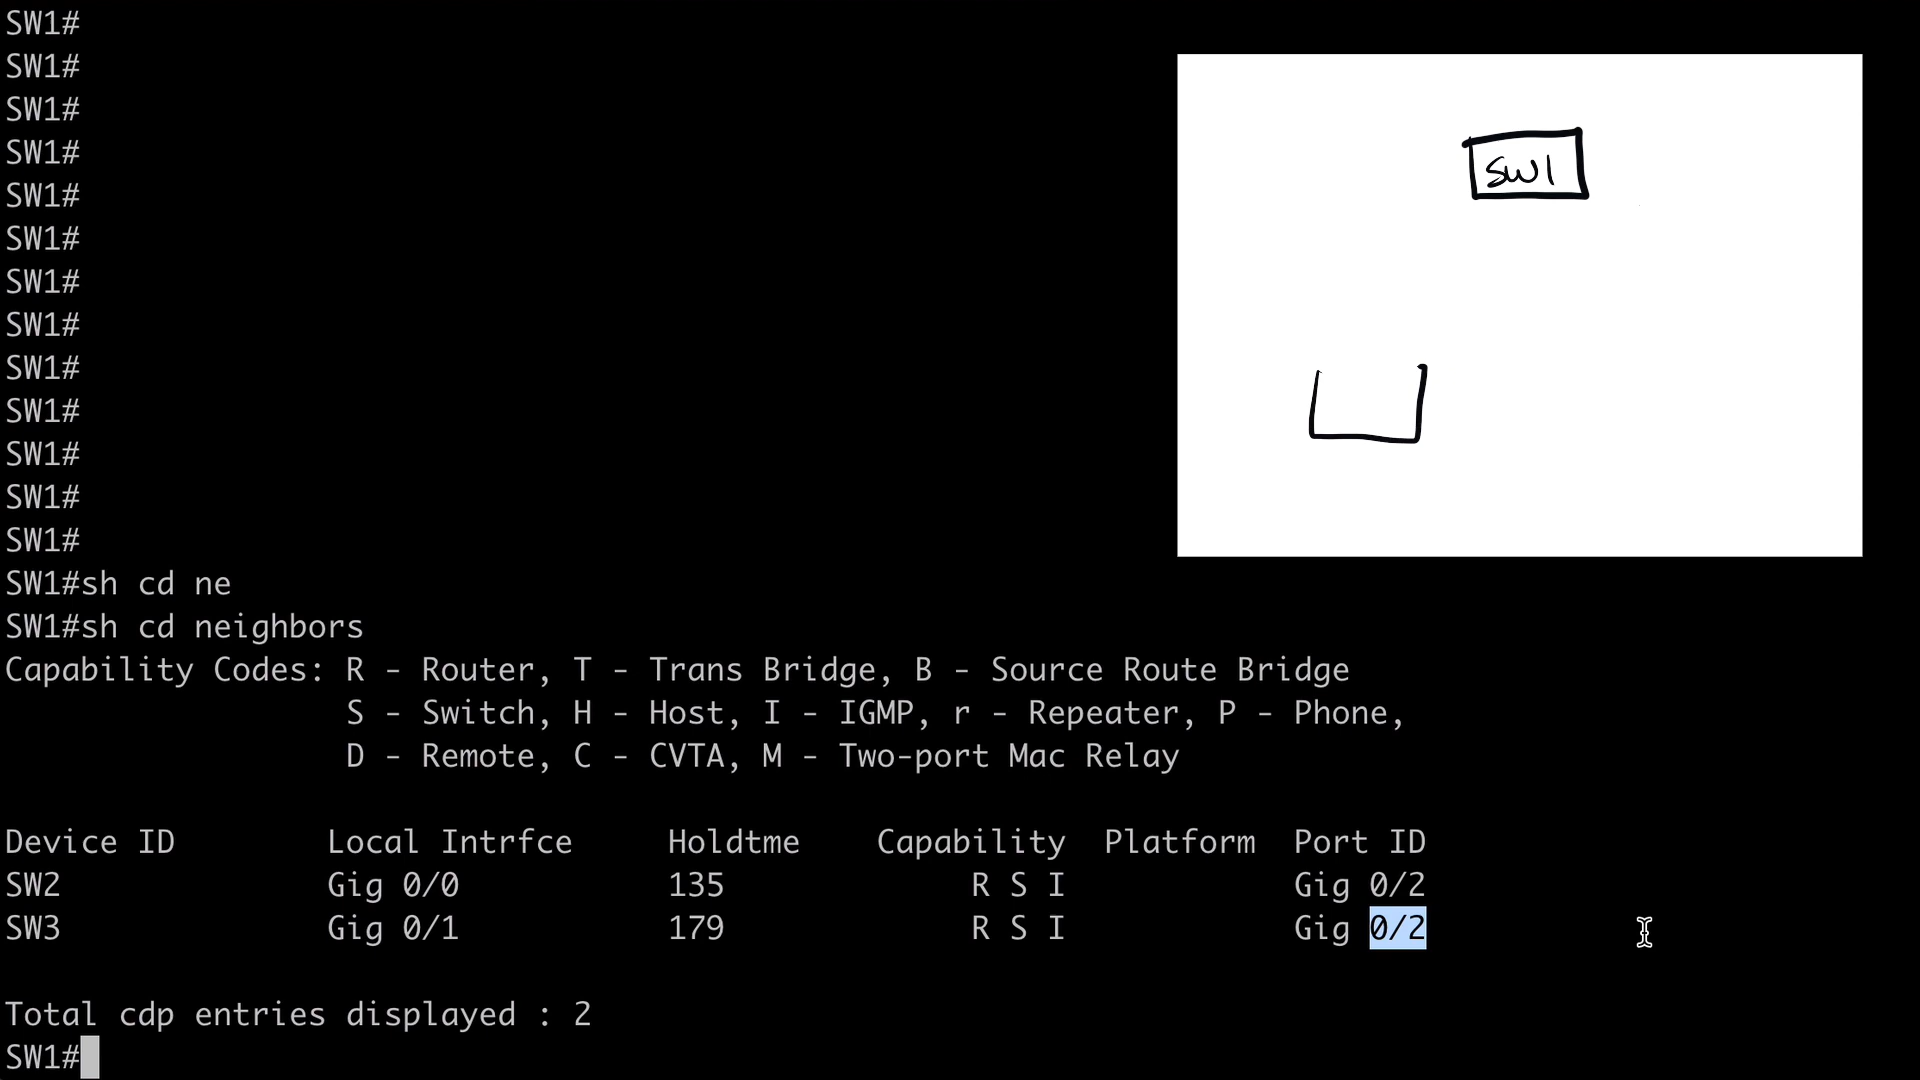 SW1#
SW1#
SW1#
SW1#
SW1#
SW1#
SW1#
SW1#
SW1#
SW1#
SW1#
SW1#
SW1#
SW1#sh cd ne
SW1#sh cd neighbors
Capability Codes: R - Router, T - Trans Bridge, B - Source Route Bridge
S - Switch, H - Host, I - IGMP, r - Repeater, P - Phone,
D - Remote, C - CVTA, M - Two-port Mac Relay
Device ID Local Intrfce Holdtme Capability Platform Port ID
SW2 Gig 0/0 135 R S I Gig 0/2
SW3 Gig 0/1 179 R S I Gig 0/2
Total cdp entries displayed : 2
SW1#
SW1